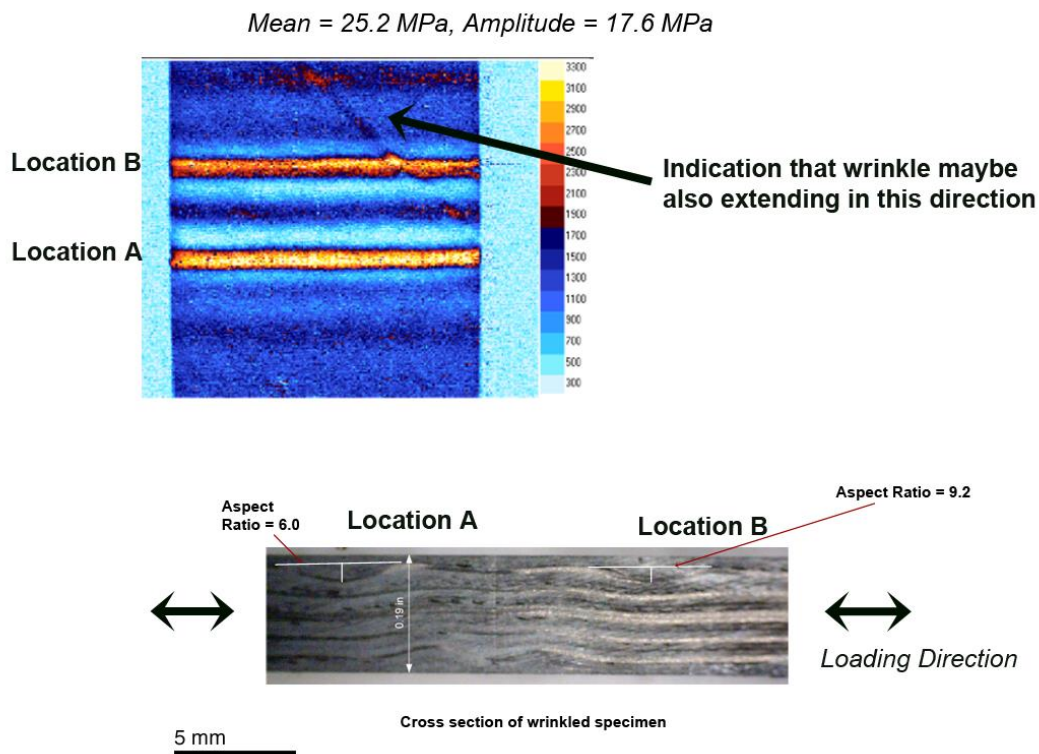 Mean = 25.2 MPa, Amplitude = 17.6 MPa
3300
3100
2900
2700
2500
2300
2100
1900
1700
1500
1300
1100
900
700
500
300
Location B
Location A
Indication that wrinkle maybe
also extending in this direction
Aspect
Ratio = 6.0
Location A
Location B
Aspect Ratio = 9.2
0.19 in
Loading Direction
Cross section of wrinkled specimen
5 mm